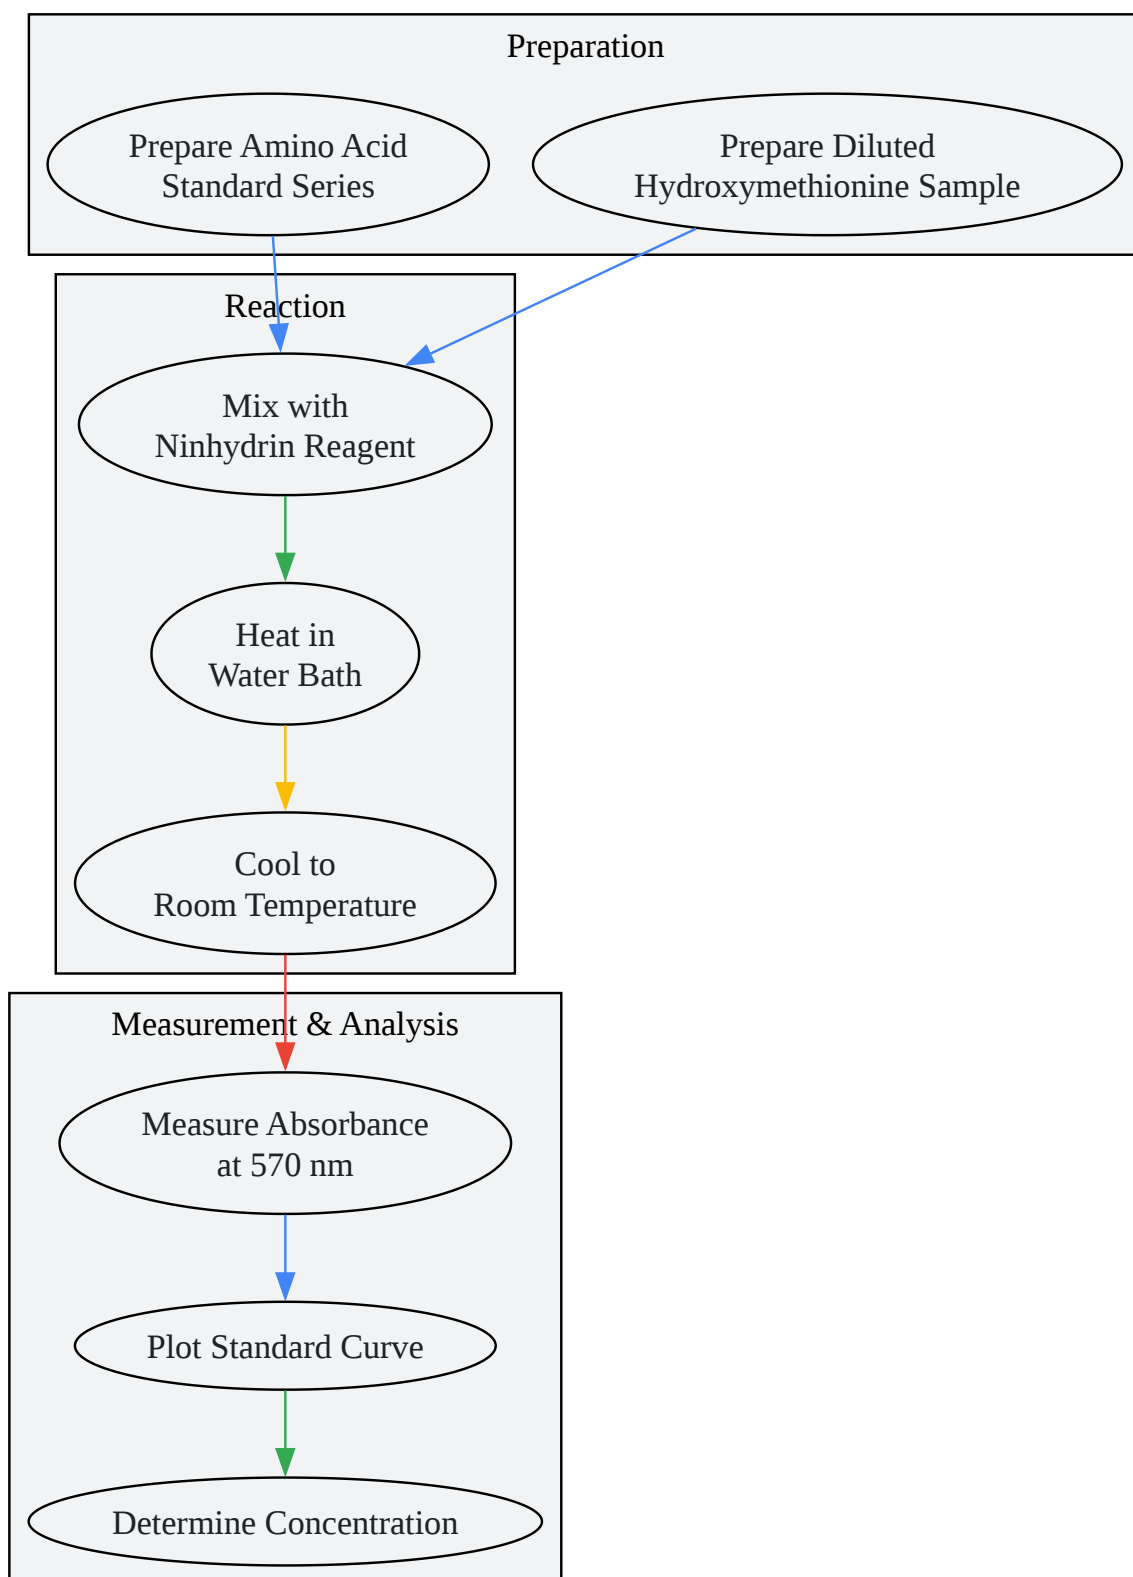 Preparation
Prepare Amino Acid
Standard Series
Prepare Diluted
Hydroxymethionine Sample
Reaction
Mix with
Ninhydrin Reagent
Heat in
Water Bath
Cool to
Room Temperature
Measurement & Analysis
Measure Absorbance
at 570 nm
Plot Standard Curve
Determine Concentration